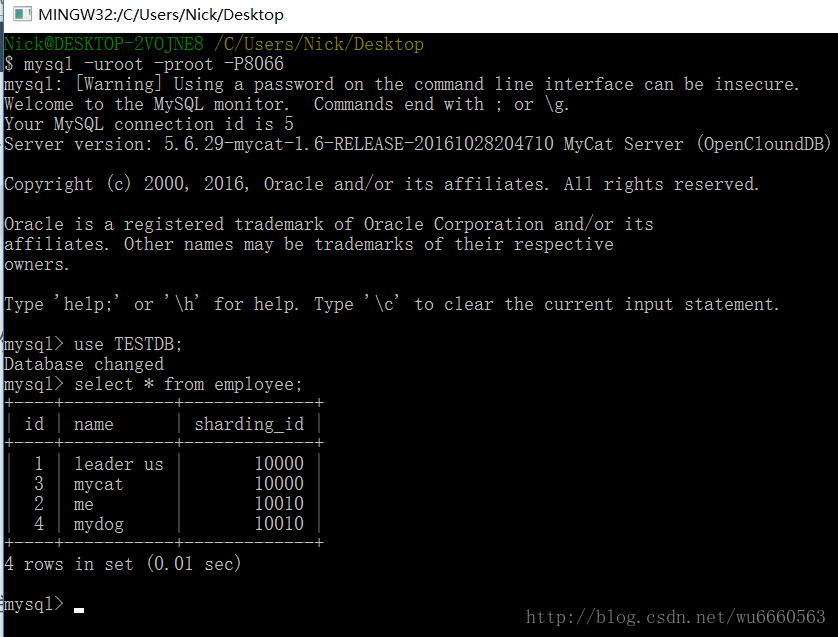 MINGW32:/C/Users/Nick/Desktop
Nick@DESKTOP-2VOJNE8 /C/Users/Nick/Desktop
$ mysql -uroot -proot -P8066
mysql: [Warning] Using a password on the command line interface can be insecure.
Welcome to the MySQL monitor.  Commands end with ; or \g.
Your MySQL connection id is 5
Server version: 5.6.29-mycat-1.6-RELEASE-20161028204710 MyCat Server (OpenCloundDB)
Copyright (c) 2000, 2016, Oracle and/or its affiliates. All rights reserved.
Oracle is a registered trademark of Oracle Corporation and/or its
affiliates. Other names may be trademarks of their respective
owners.
Type 'help;' or '\h' for help. Type '\c' to clear the current input statement.
mysql> use TESTDB;
Database changed
mysql> select * from employee;
+----+-----------+-------------+
| id | name      | sharding_id |
+----+-----------+-------------+
|  1 | leader us |       10000 |
|  3 | mycat     |       10000 |
|  2 | me        |       10010 |
|  4 | mydog     |       10010 |
+----+-----------+-------------+
4 rows in set (0.01 sec)
mysql> _
http://blog.csdn.net/wu6660563